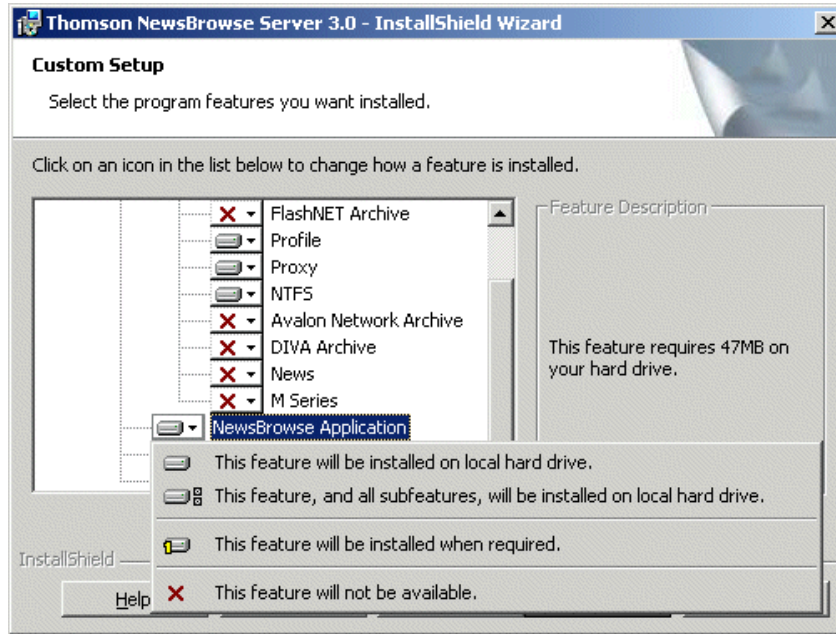 Thomson NewsBrowse Server 3.0 - InstallShield Wizard
Custom Setup
Select the program features you want installed.
Click on an icon in the list below to change how a feature is installed.
FlashNET Archive
Profile
Proxy
NTFS
Avalon Network Archive
DIVA Archive
News
M Series
NewsBrowse Application
Feature Description
This feature requires 47MB on
your hard drive.
This feature will be installed on local hard drive.
This feature, and all subfeatures, will be installed on local hard drive.
This feature will be installed when required.
This feature will not be available.
InstallShield
Help